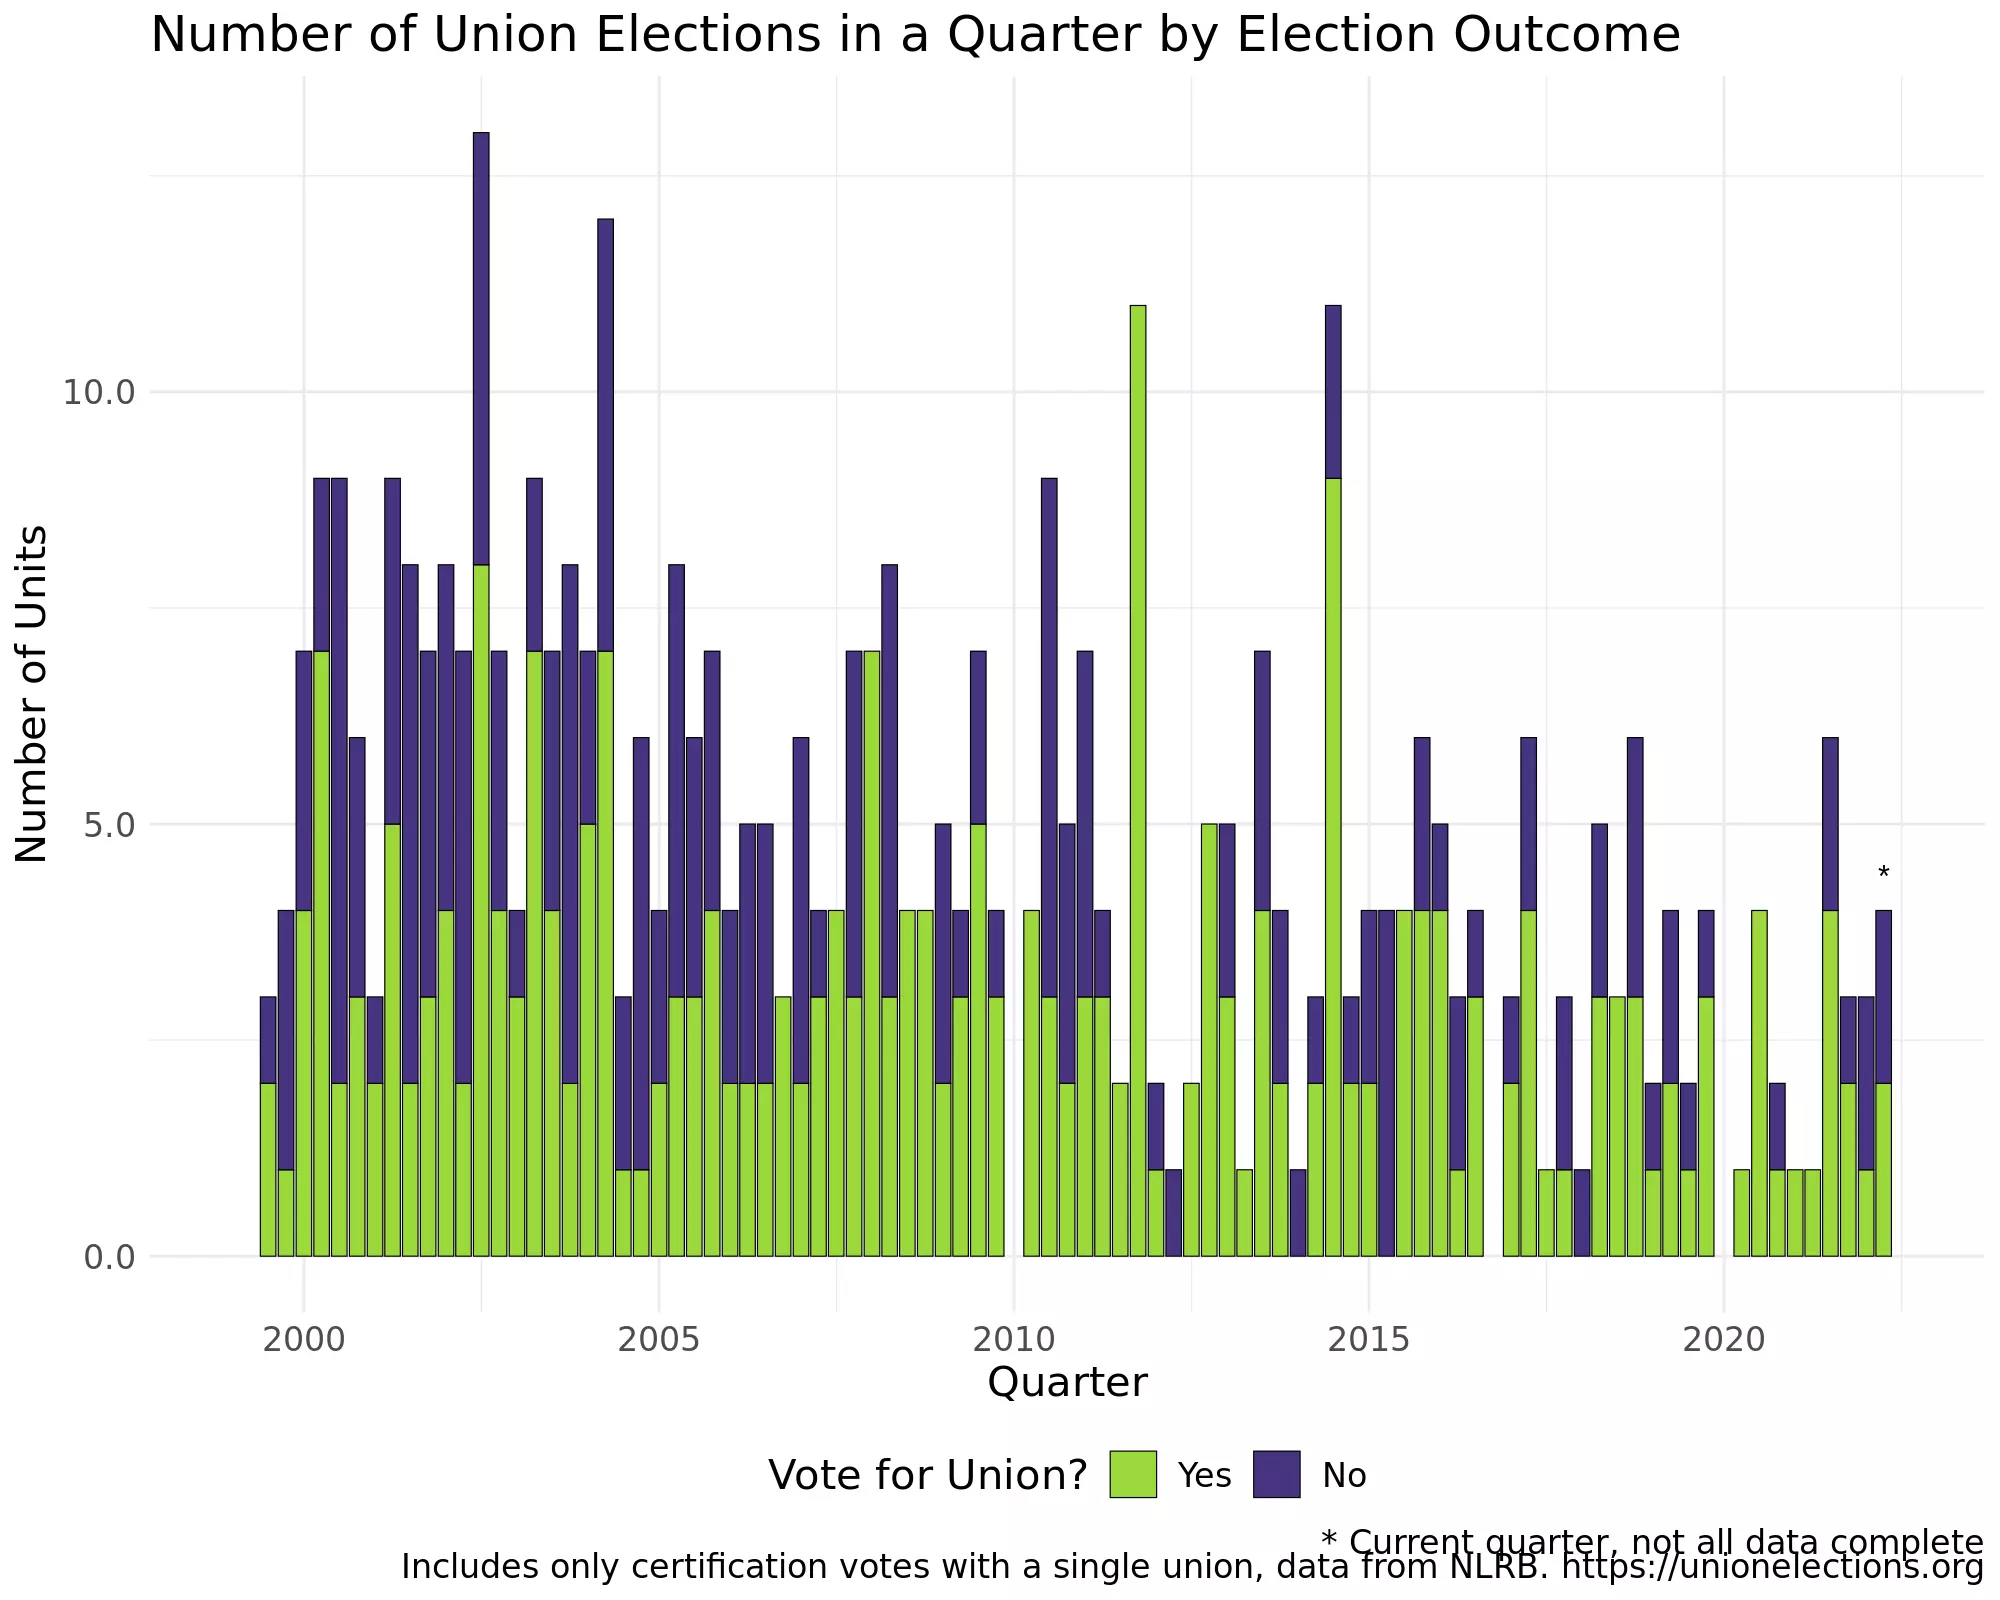 Number of Union Elections in a Quarter by Election Outcome
Number of Units
10.0
5.0
0.0
*
2000 2005 2010 2015 2020
Quarter
Vote for Union? Yes No
* Current quarter, not all data complete
Includes only certification votes with a single union, data from NLRB. https://unionelections.org